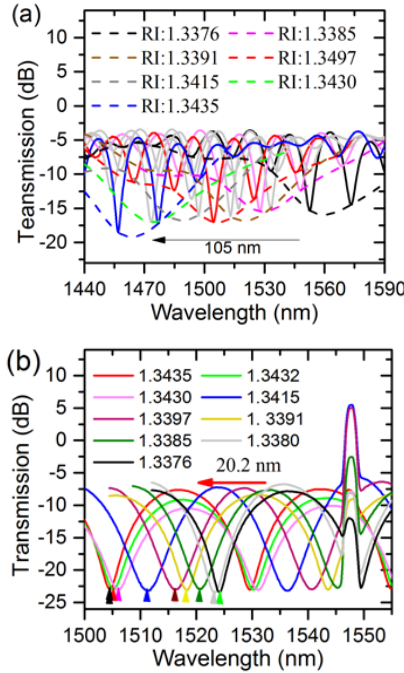 (a)
RI:1.3376 RI:1.3385
RI:1.3391 RI:1.3497
RI:1.3415 RI:1.3430
RI:1.3435
10
5
0
-5
-10
-15
-20
Teansmission (dB)
105 nm
1440 1470 1500 1530 1560 1590
Wavelength (nm)
(b)
1.3435 1.3432
1.3430 1.3415
1.3397 1. 3391
1.3385 1.3380
1.3376
20.2 nm
15
10
5
0
-5
-10
-15
-20
-25
Transmission (dB)
1500 1510 1520 1530 1540 1550
Wavelength (nm)